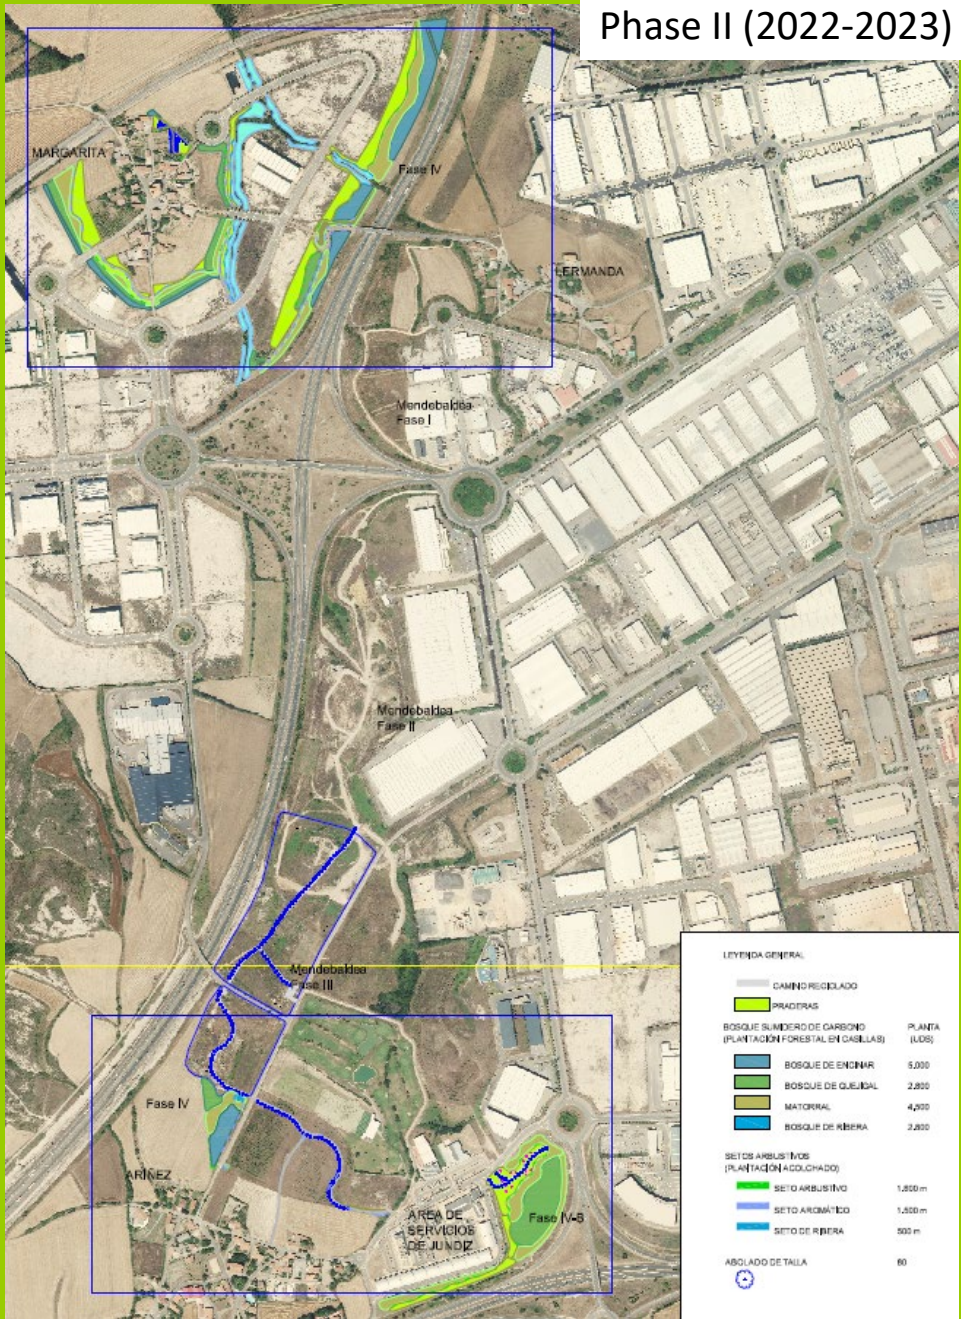 Phase II (2022-2023)
MARGARITA
Fase IV
LERMANDA
Mendebaldea
Fase I
Mendebaldea
Fase II
Mendebaldea
Fase III
Fase IV
ARIÑEZ
AREA DE
SERVICIOS
DE JUNDIZ
Fase IV-B
LEYENDA GENERAL
CAMINO RECICLADO
PRADERAS
BOSQUE SUMIDERO DE CARBONO PLANTA
(PLANTACIÓN FORESTAL EN CASILLAS) (UDS)
BOSQUE DE ENCINAR 5,000
BOSQUE DE QUEJIGAL 2,800
MATORRAL 4,500
BOSQUE DE RIBERA 2,800
SETOS ARBUSTIVOS
(PLANTACIÓN ACOLCHADO)
SETO ARBUSTIVO 1.800 m
SETO AROMÁTICO 1.500 m
SETO DE RIBERA 500 m
ABOLADO DE TALLA 80